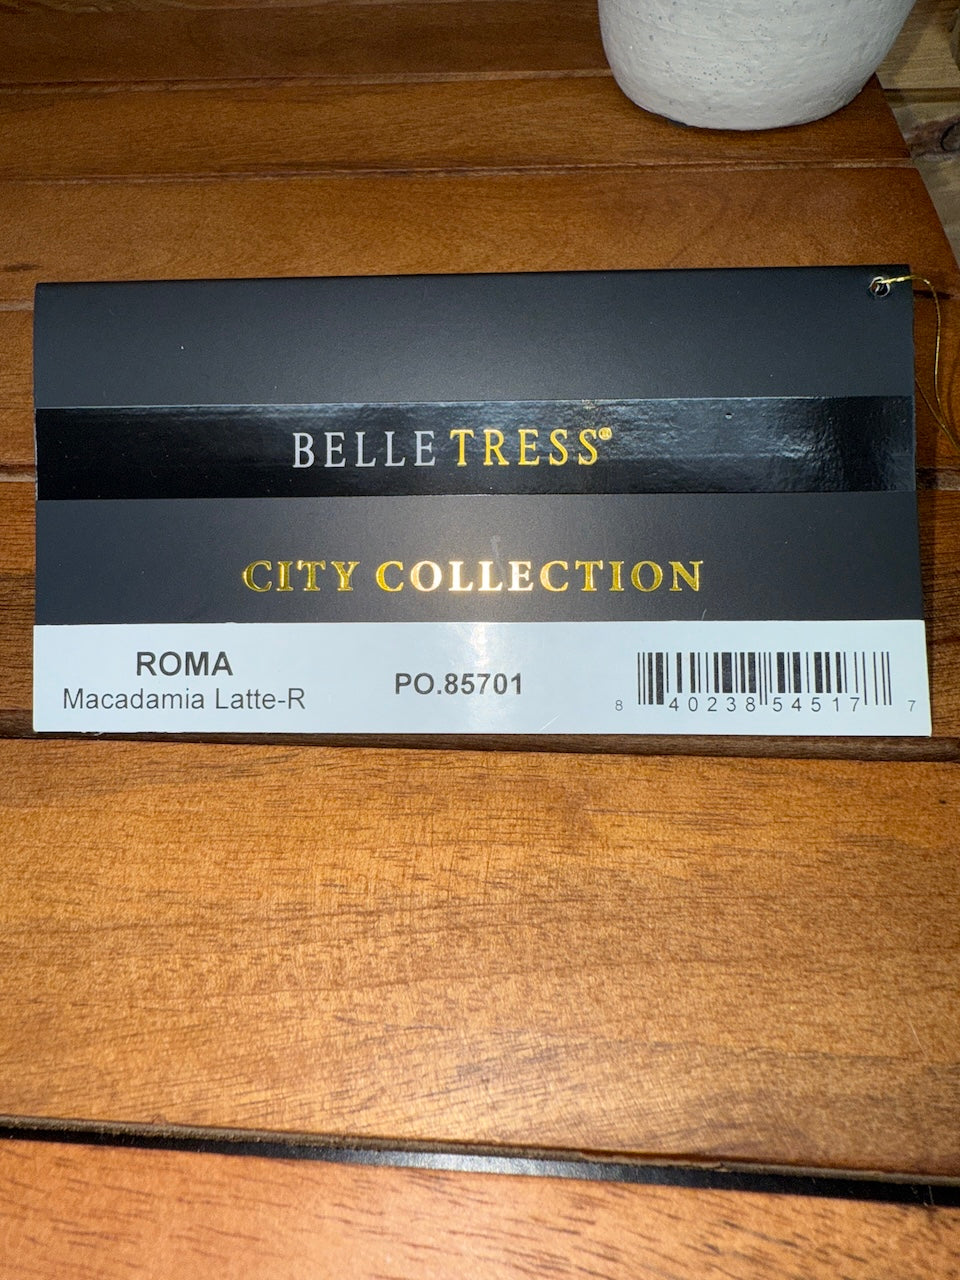 BELLE TRESS®
CITY COLLECTION
ROMA
Macadamia Latte-R
PO.85701
8 40238 54517 7